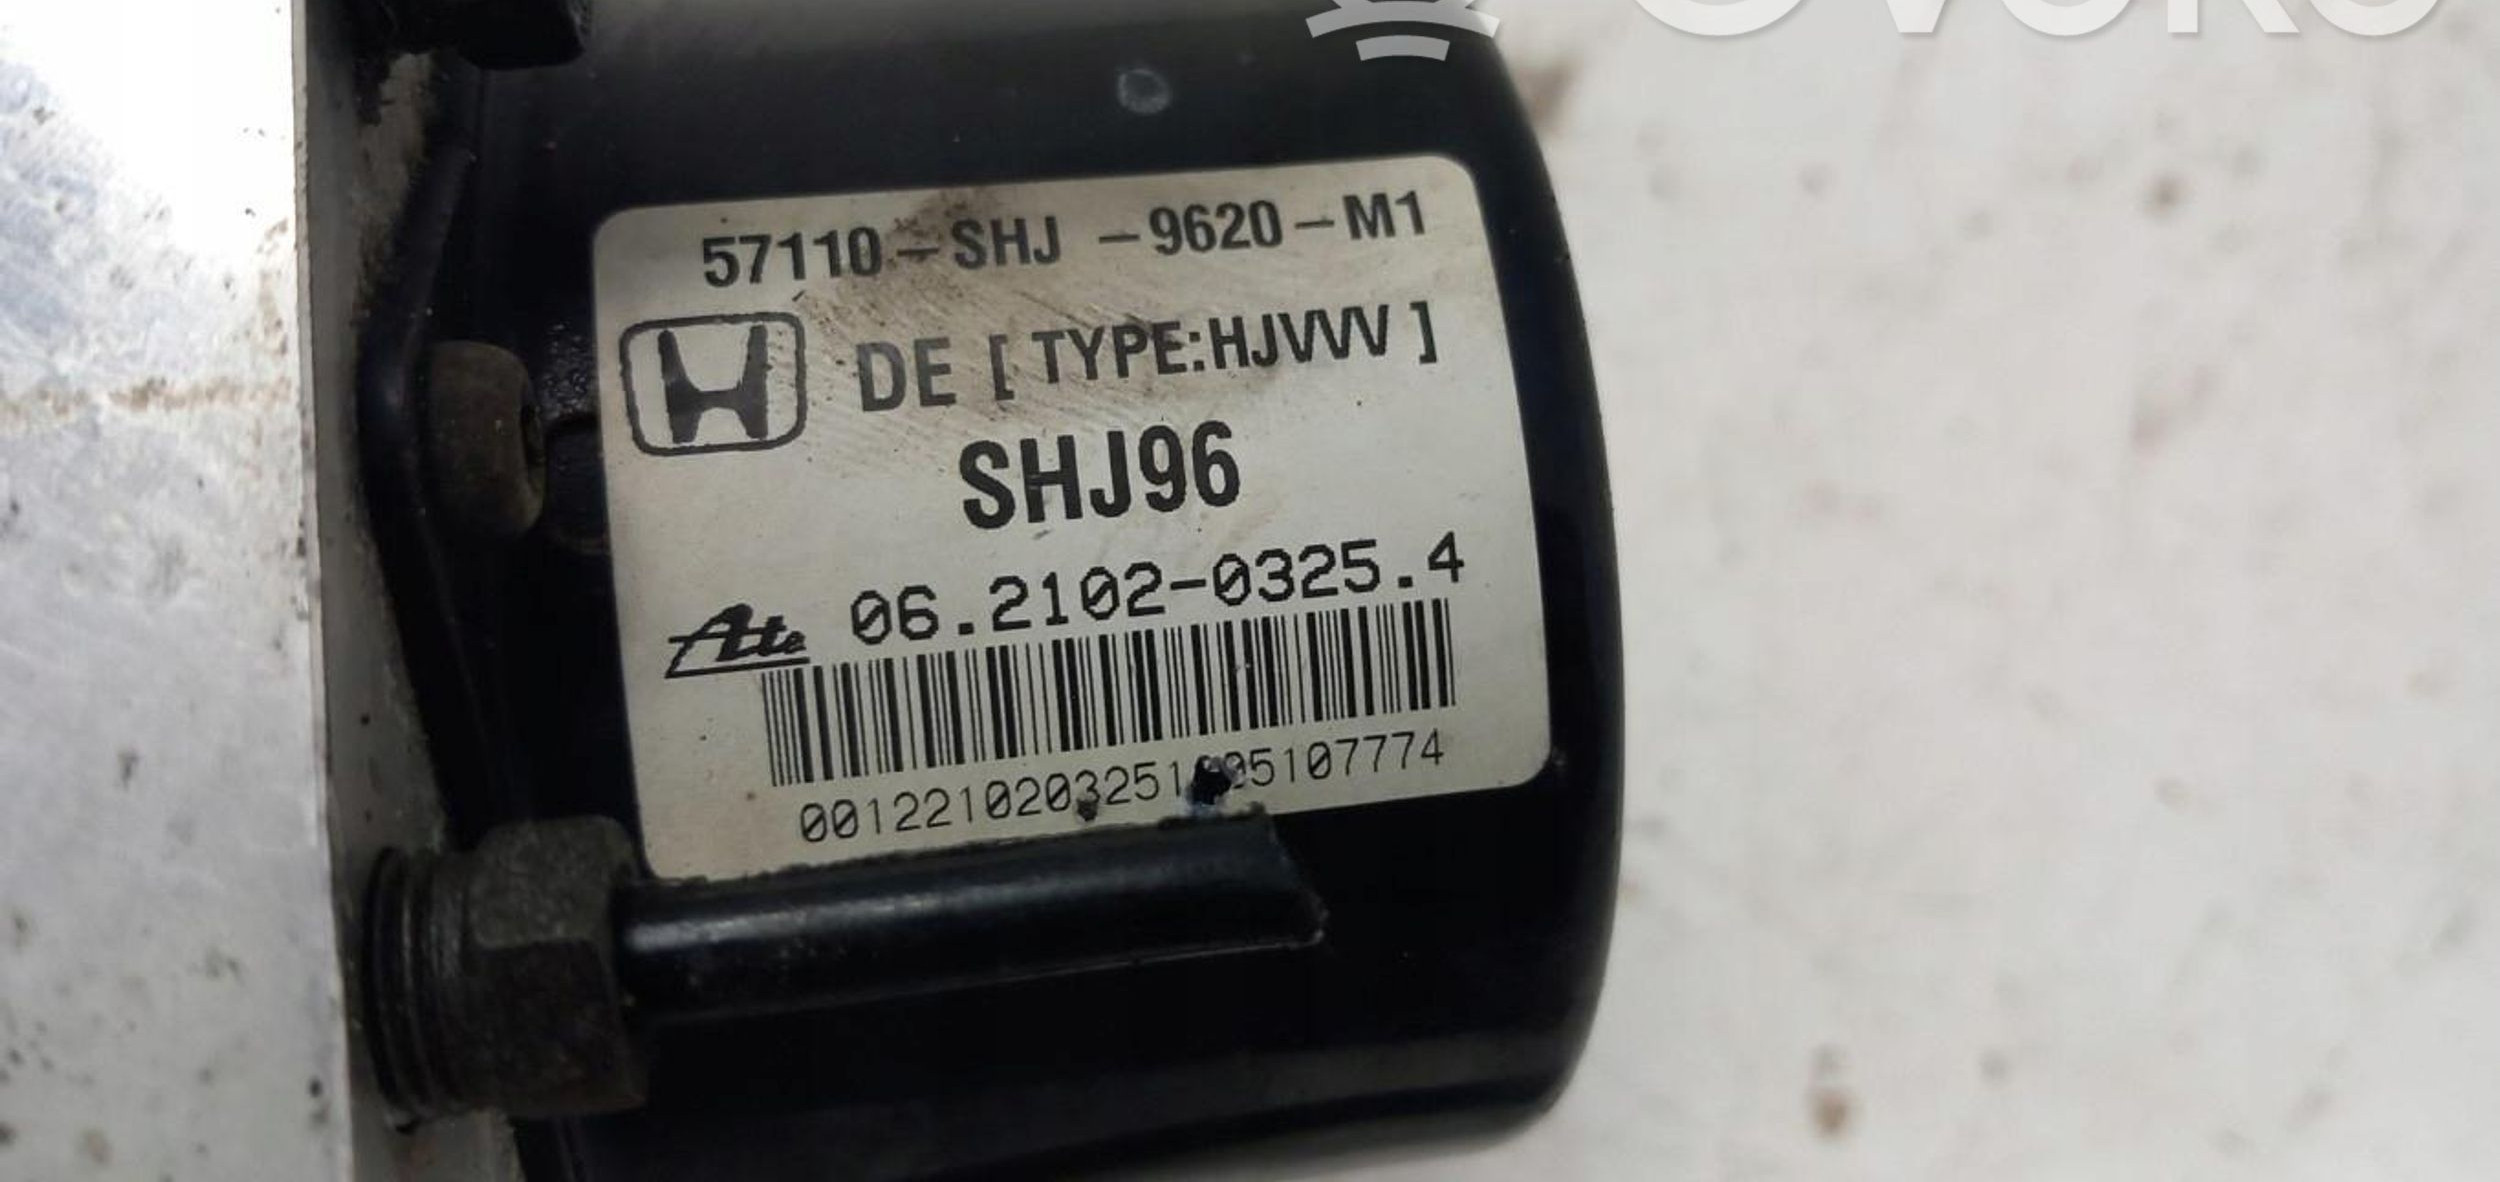 57110-SHJ -9620-M1
DE [ TYPE:HJVVV ]
SHJ96
Ate 06.2102-0325.4